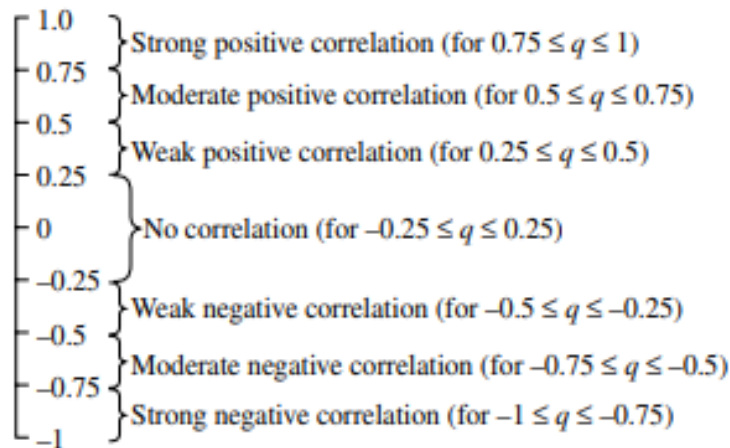 1.0
Strong positive correlation (for 0.75 ≤ q ≤ 1)
0.75
Moderate positive correlation (for 0.5 ≤ q ≤ 0.75)
0.5
Weak positive correlation (for 0.25 ≤ q ≤ 0.5)
0.25
0 No correlation (for –0.25 ≤ q ≤ 0.25)
–0.25
Weak negative correlation (for –0.5 ≤ q ≤ –0.25)
–0.5
Moderate negative correlation (for –0.75 ≤ q ≤ –0.5)
–0.75
Strong negative correlation (for –1 ≤ q ≤ –0.75)
–1